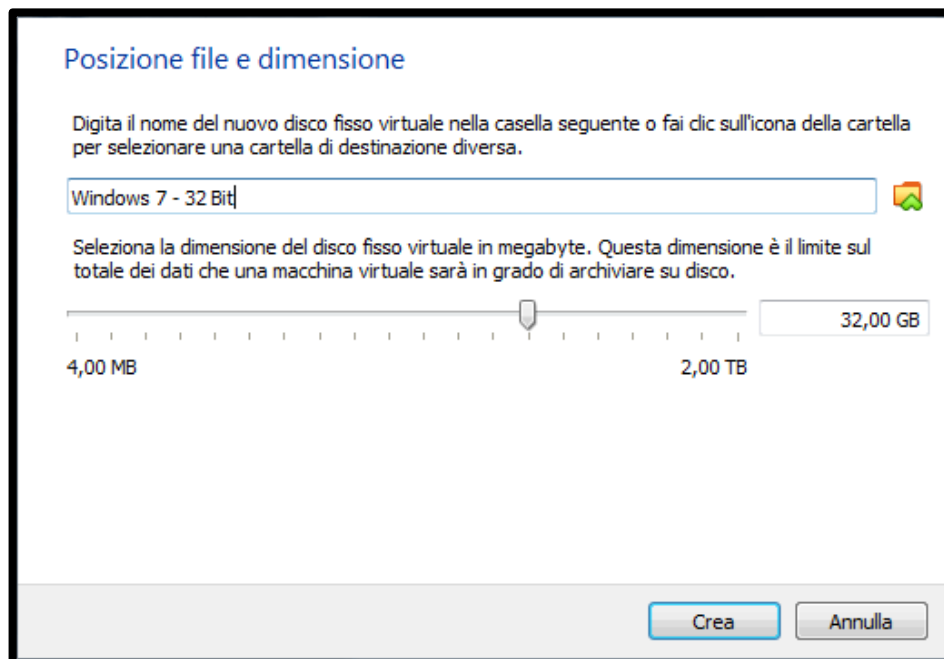 Posizione file e dimensione
Digita il nome del nuovo disco fisso virtuale nella casella seguente o fai clic sull'icona della cartella
per selezionare una cartella di destinazione diversa.
Windows 7 - 32 Bit
Seleziona la dimensione del disco fisso virtuale in megabyte. Questa dimensione è il limite sul
totale dei dati che una macchina virtuale sarà in grado di archiviare su disco.
32,00 GB
4,00 MB 2,00 TB
Crea Annulla